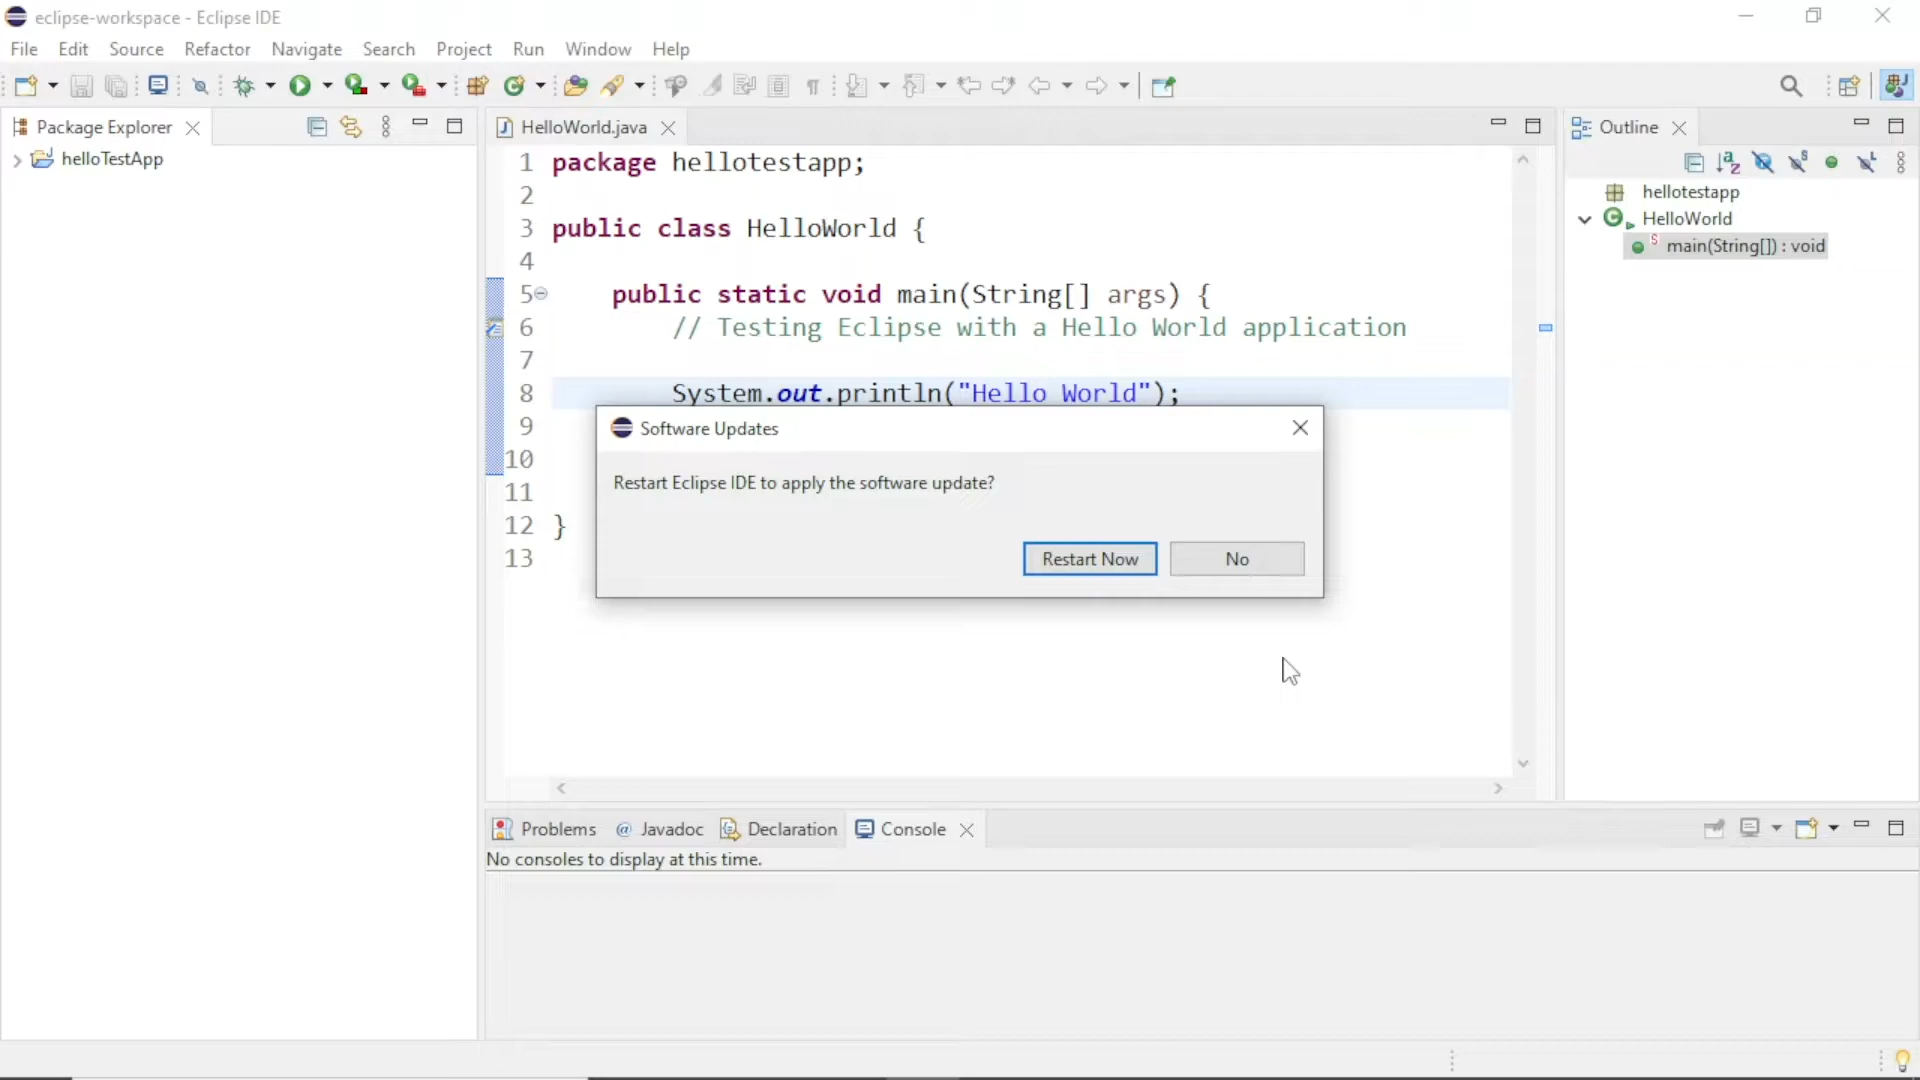 eclipse-workspace - Eclipse IDE
File Edit Source Refactor Navigate Search Project Run Window Help
Package Explorer
helloTestApp
HelloWorld.java
1 package hellotestapp;
2
3 public class HelloWorld {
4
5 public static void main(String[] args) {
6 // Testing Eclipse with a Hello World application
7
8 System.out.println("Hello World");
9
10
11
12 }
13
Software Updates
Restart Eclipse IDE to apply the software update?
Restart Now No
Outline
hellotestapp
HelloWorld
main(String[]) : void
Problems Javadoc Declaration Console
No consoles to display at this time.